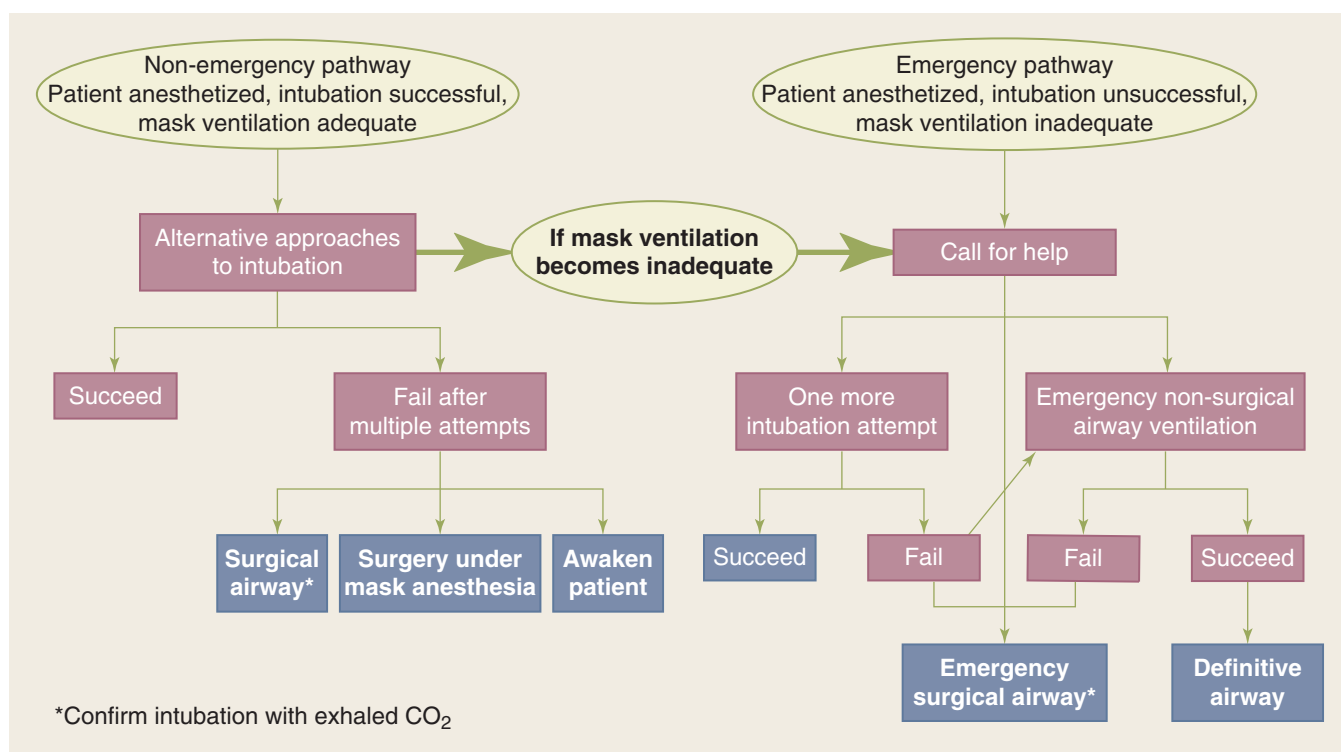 Non-emergency pathway
Patient anesthetized, intubation successful,
mask ventilation adequate
Emergency pathway
Patient anesthetized, intubation unsuccessful,
mask ventilation inadequate
Alternative approaches
to intubation
If mask ventilation
becomes inadequate
Call for help
Succeed
Fail after
multiple attempts
One more
intubation attempt
Emergency non-surgical
airway ventilation
Surgical
airway*
Surgery under
mask anesthesia
Awaken
patient
Succeed
Fail
Fail
Succeed
Emergency
surgical airway*
Definitive
airway
*Confirm intubation with exhaled CO₂